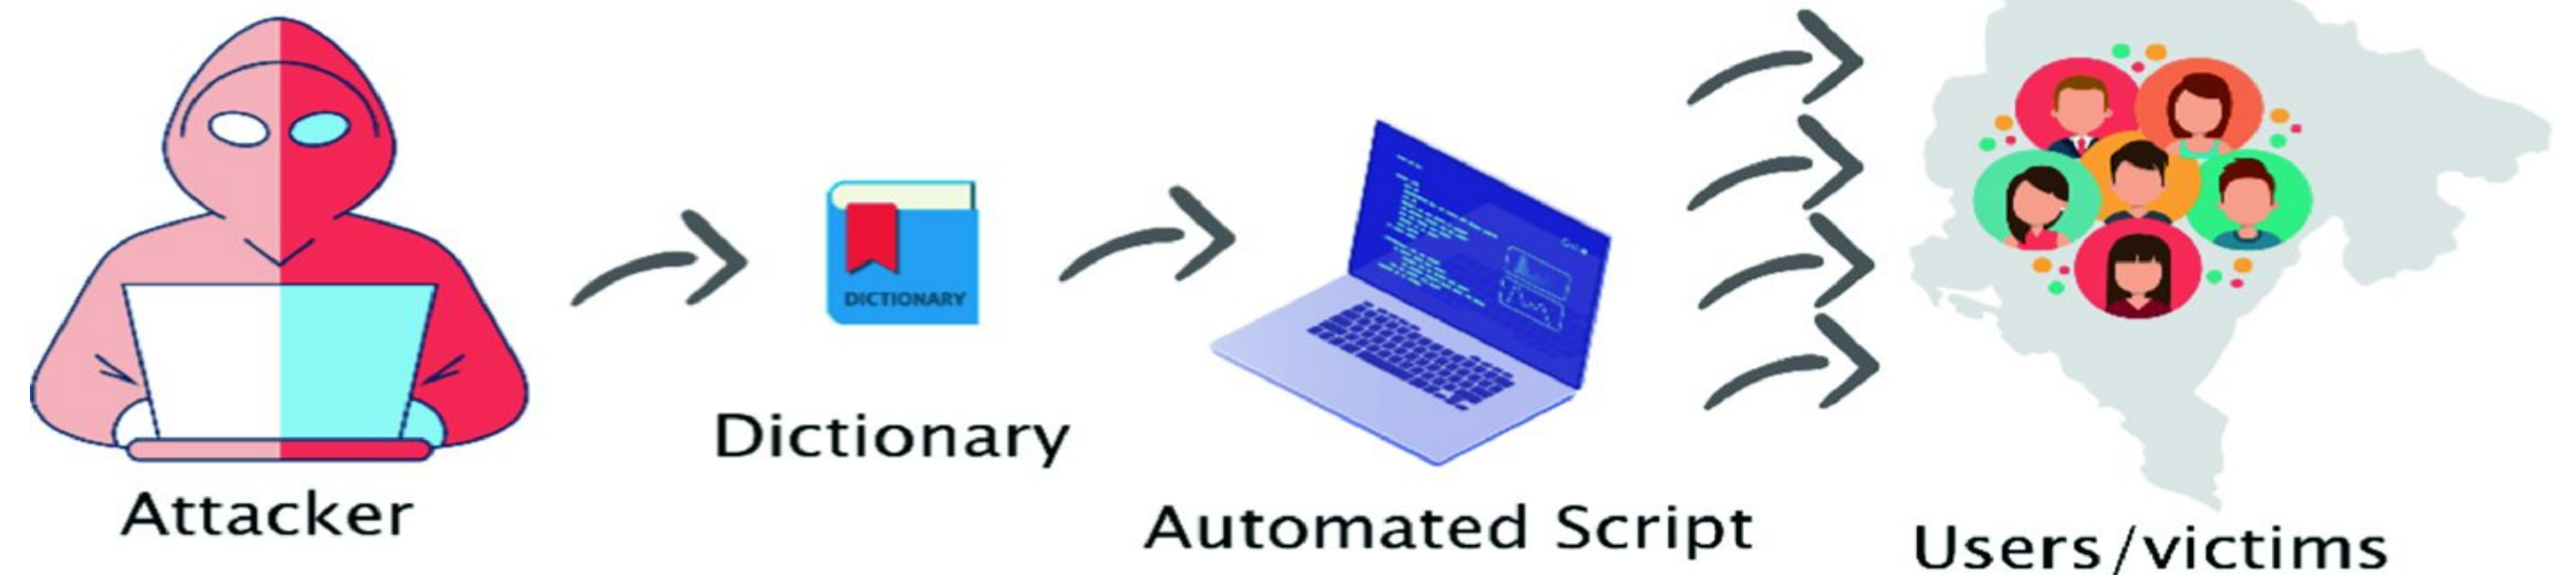 DICTIONARY
Dictionary
Attacker
Automated Script
Users/victims